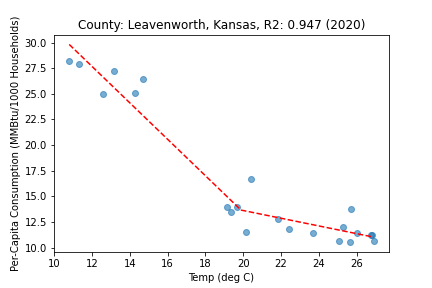 County: Leavenworth, Kansas, R2: 0.947 (2020)
Per-Capita Consumption (MMBtu/1000 Households)
30.0
27.5
25.0
22.5
20.0
17.5
15.0
12.5
10.0
10 12 14 16 18 20 22 24 26
Temp (deg C)